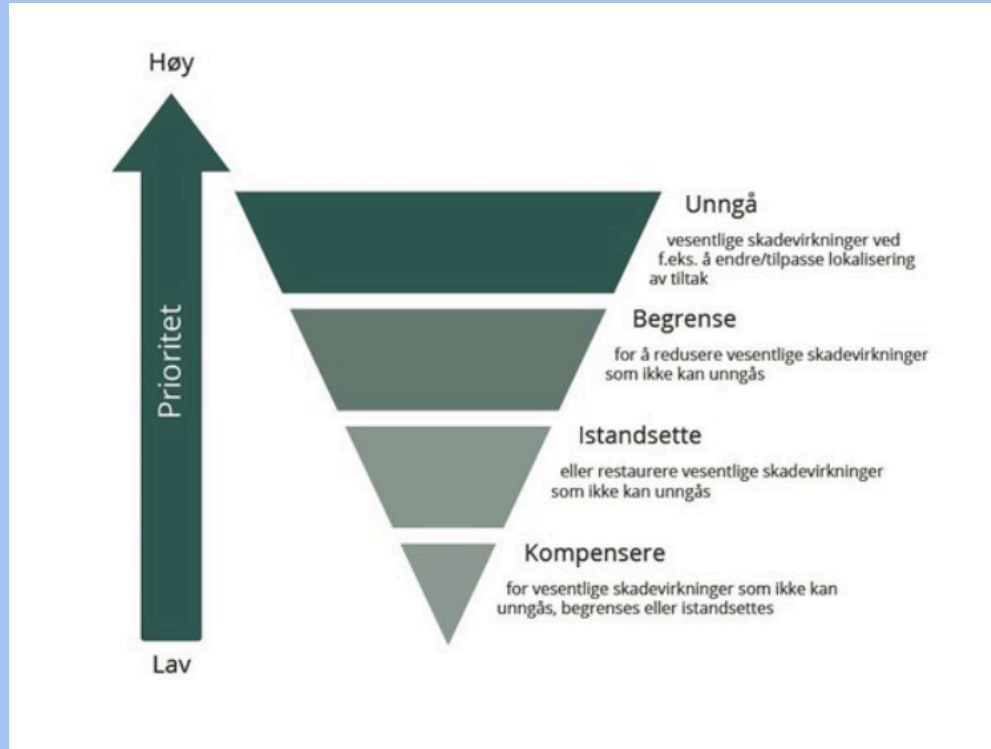 Høy
Prioritet
Lav
Unngå
vesentlige skadevirkninger ved
f.eks. å endre/tilpasse lokalisering
av tiltak
Begrense
for å redusere vesentlige skadevirkninger
som ikke kan unngås
Istandsette
eller restaurere vesentlige skadevirkninger
som ikke kan unngås
Kompensere
for vesentlige skadevirkninger som ikke kan
unngås, begrenses eller istandsettes